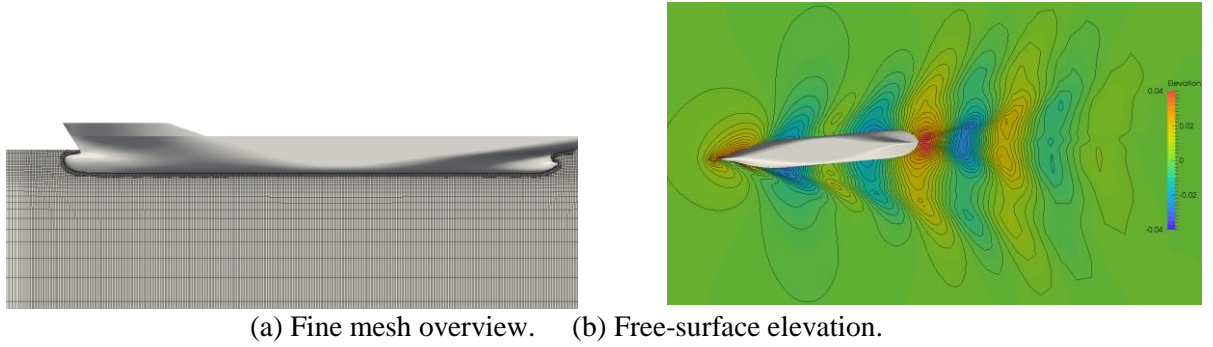 Elevation
0.04
0.02
0
-0.02
-0.04
(a) Fine mesh overview. (b) Free-surface elevation.